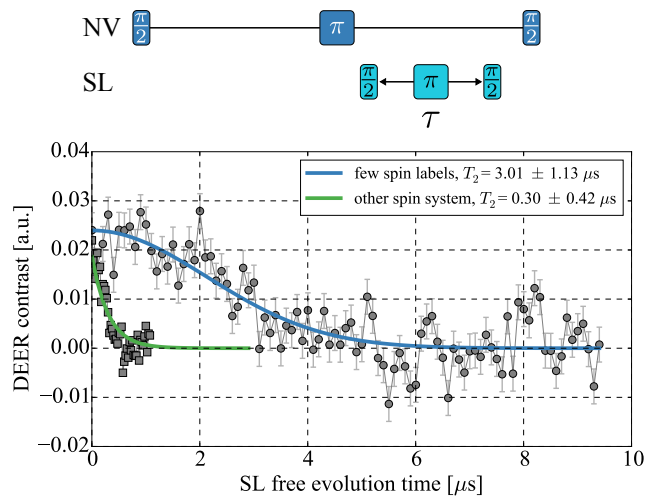 NV π/2 π π/2
SL π/2 π π/2
τ
few spin labels, T₂ = 3.01 ± 1.13 μs
other spin system, T₂ = 0.30 ± 0.42 μs
DEER contrast [a.u.]
0.04
0.03
0.02
0.01
0.00
−0.01
−0.02
0 2 4 6 8 10
SL free evolution time [μs]